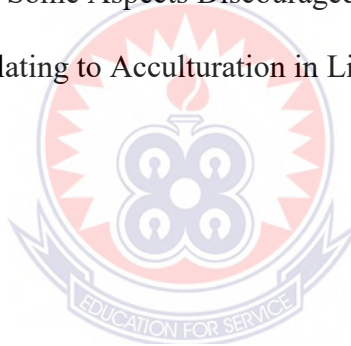 Some Aspects Discouraged
lating to Acculturation in Li
EDUCATION FOR SERVICE